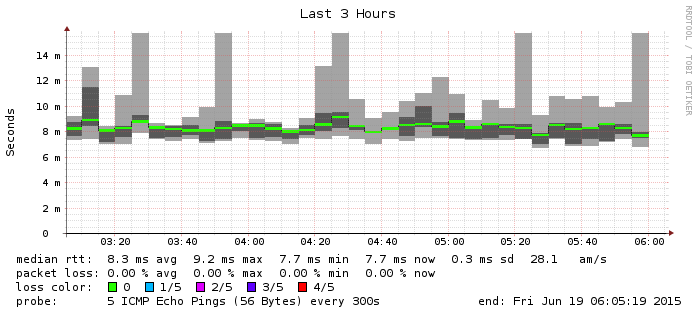 Last 3 Hours
RRDTOOL / TOBI OETIKER
Seconds
14 m
12 m
10 m
8 m
6 m
4 m
2 m
0
03:20 03:40 04:00 04:20 04:40 05:00 05:20 05:40 06:00
median rtt: 8.3 ms avg 9.2 ms max 7.7 ms min 7.7 ms now 0.3 ms sd 28.1 am/s
packet loss: 0.00 % avg 0.00 % max 0.00 % min 0.00 % now
loss color: 0 1/5 2/5 3/5 4/5
probe: 5 ICMP Echo Pings (56 Bytes) every 300s end: Fri Jun 19 06:05:19 2015